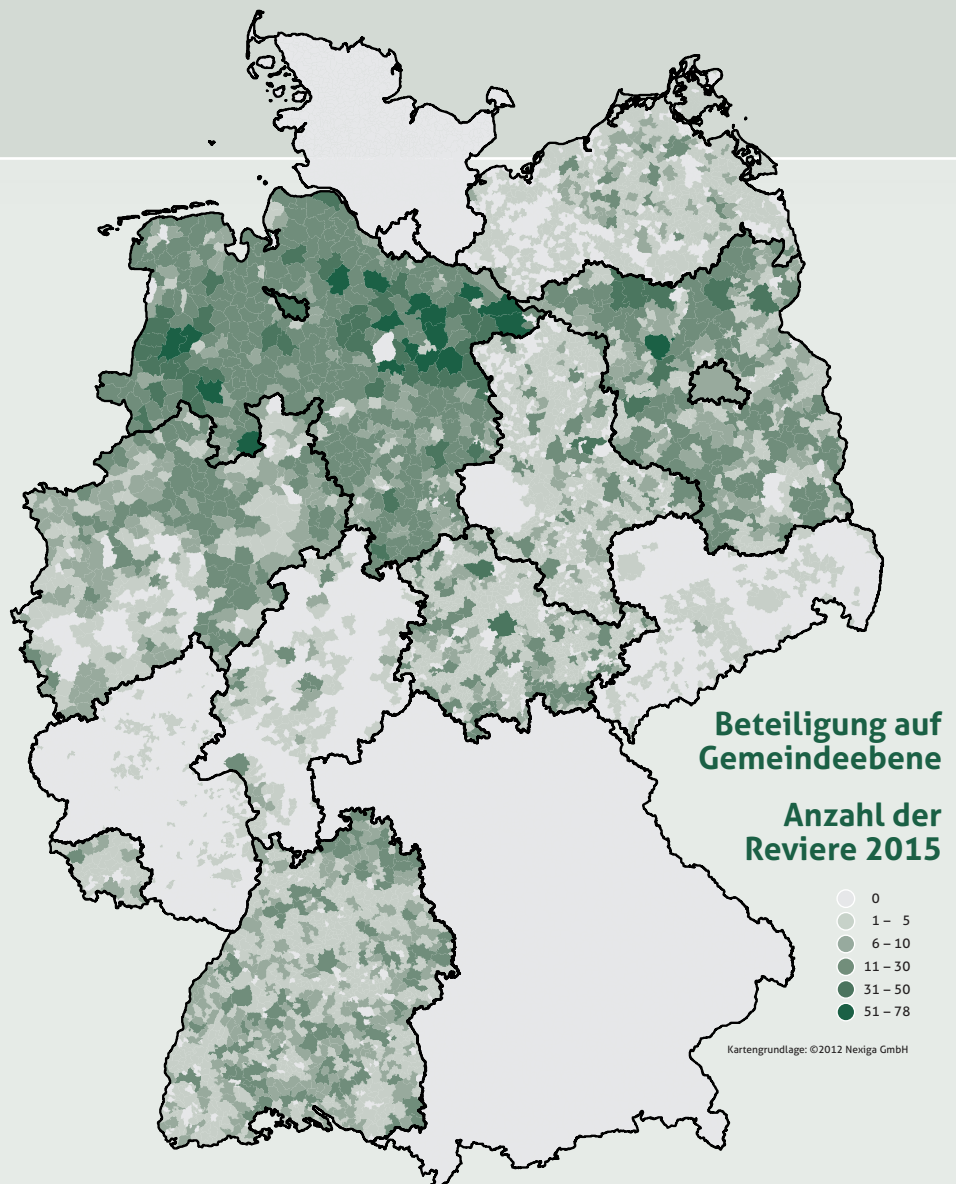 Beteiligung auf
Gemeindeebene
Anzahl der
Reviere 2015
0
1 – 5
6 – 10
11 – 30
31 – 50
51 – 78
Kartengrundlage: ©2012 Nexiga GmbH